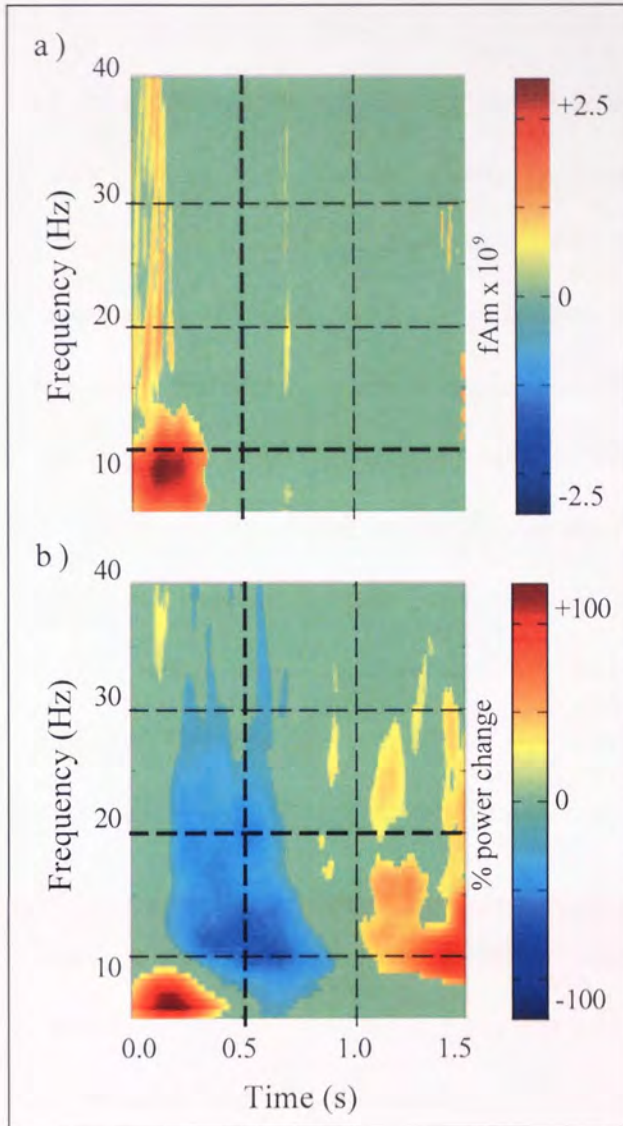 a )
40
30
20
10
Frequency (Hz)
+2.5
0
-2.5
fAm x 10⁹
b )
40
30
20
10
Frequency (Hz)
+100
0
-100
% power change
0.0 0.5 1.0 1.5
Time (s)